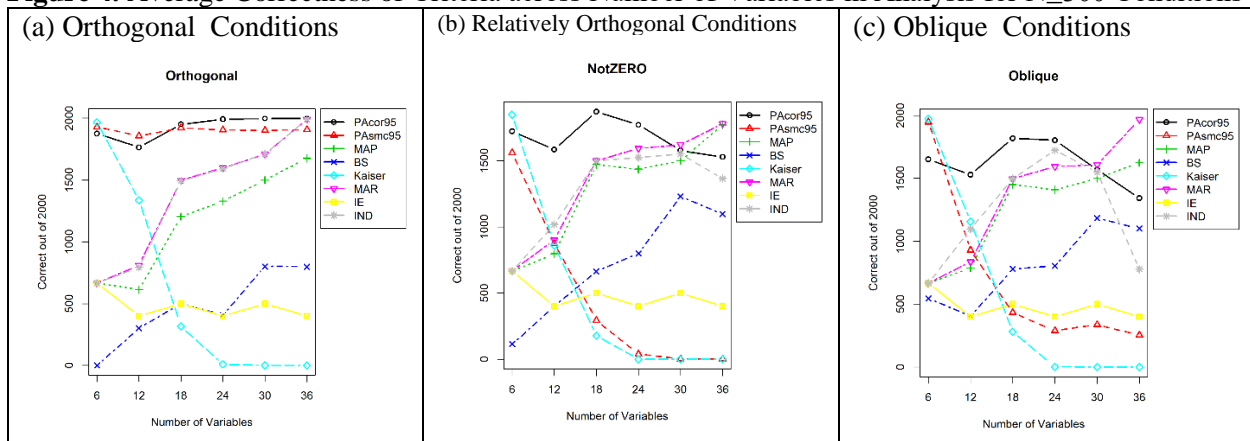 (a) Orthogonal Conditions
Orthogonal
Correct out of 2000
0
500
1000
1500
2000
6
12
18
24
30
36
Number of Variables
PAcor95
PAsmc95
MAP
BS
Kaiser
MAR
IE
IND
(b) Relatively Orthogonal Conditions
NotZERO
Correct out of 2000
0
500
1000
1500
6
12
18
24
30
36
Number of Variables
PAcor95
PAsmc95
MAP
BS
Kaiser
MAR
IE
IND
(c) Oblique Conditions
Oblique
Correct out of 2000
0
500
1000
1500
2000
6
12
18
24
30
36
Number of Variables
PAcor95
PAsmc95
MAP
BS
Kaiser
MAR
IE
IND